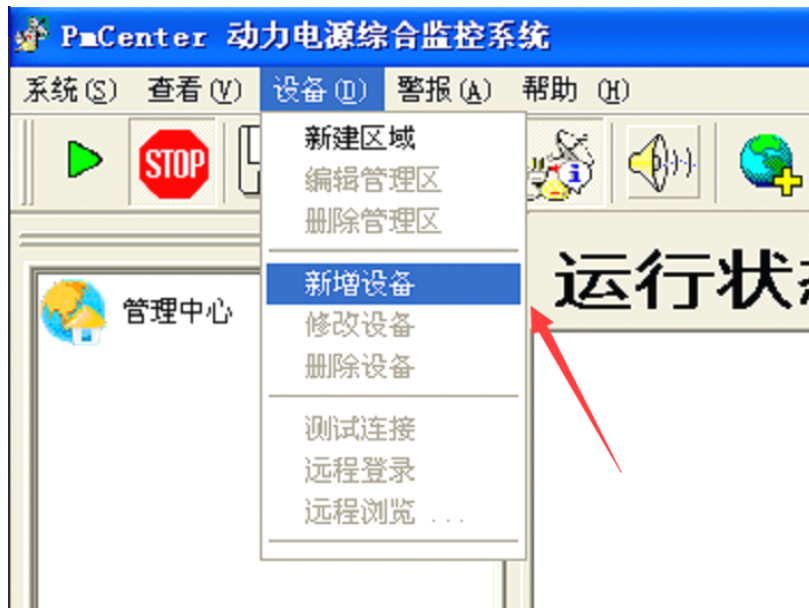 PmCenter 动力电源综合监控系统
系统(S) 查看(V) 设备(D) 警报(A) 帮助 (H)
STOP
新建区域
编辑管理区
册除管理区
新增设备
修改设备
册除设备
测试连接
远程登录
远程浏览 ...
管理中心
运行状